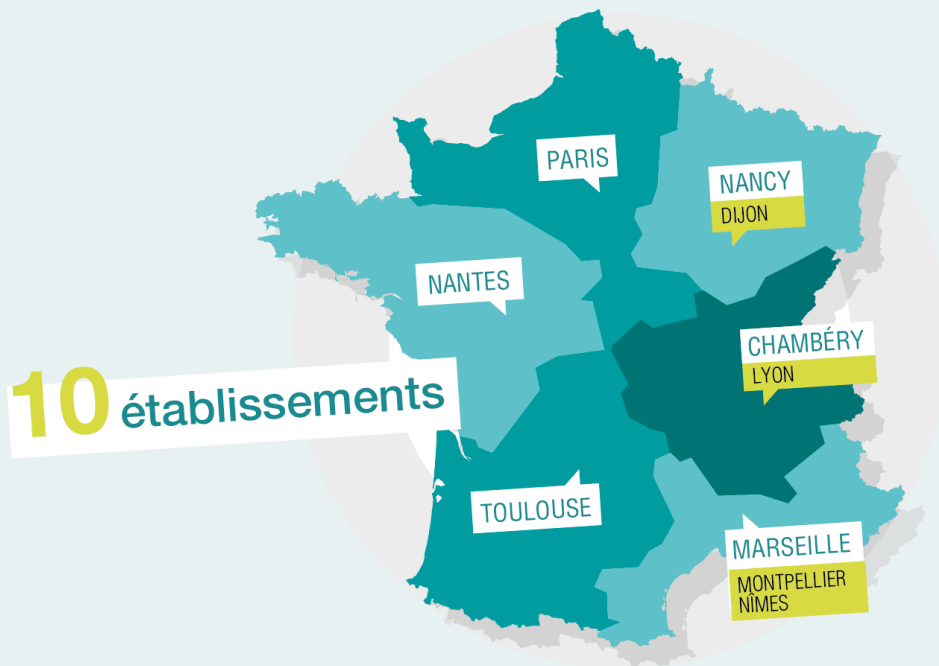 PARIS
NANCY
DIJON
NANTES
CHAMBÉRY
LYON
10 établissements
TOULOUSE
MARSEILLE
MONTPELLIER
NÎMES